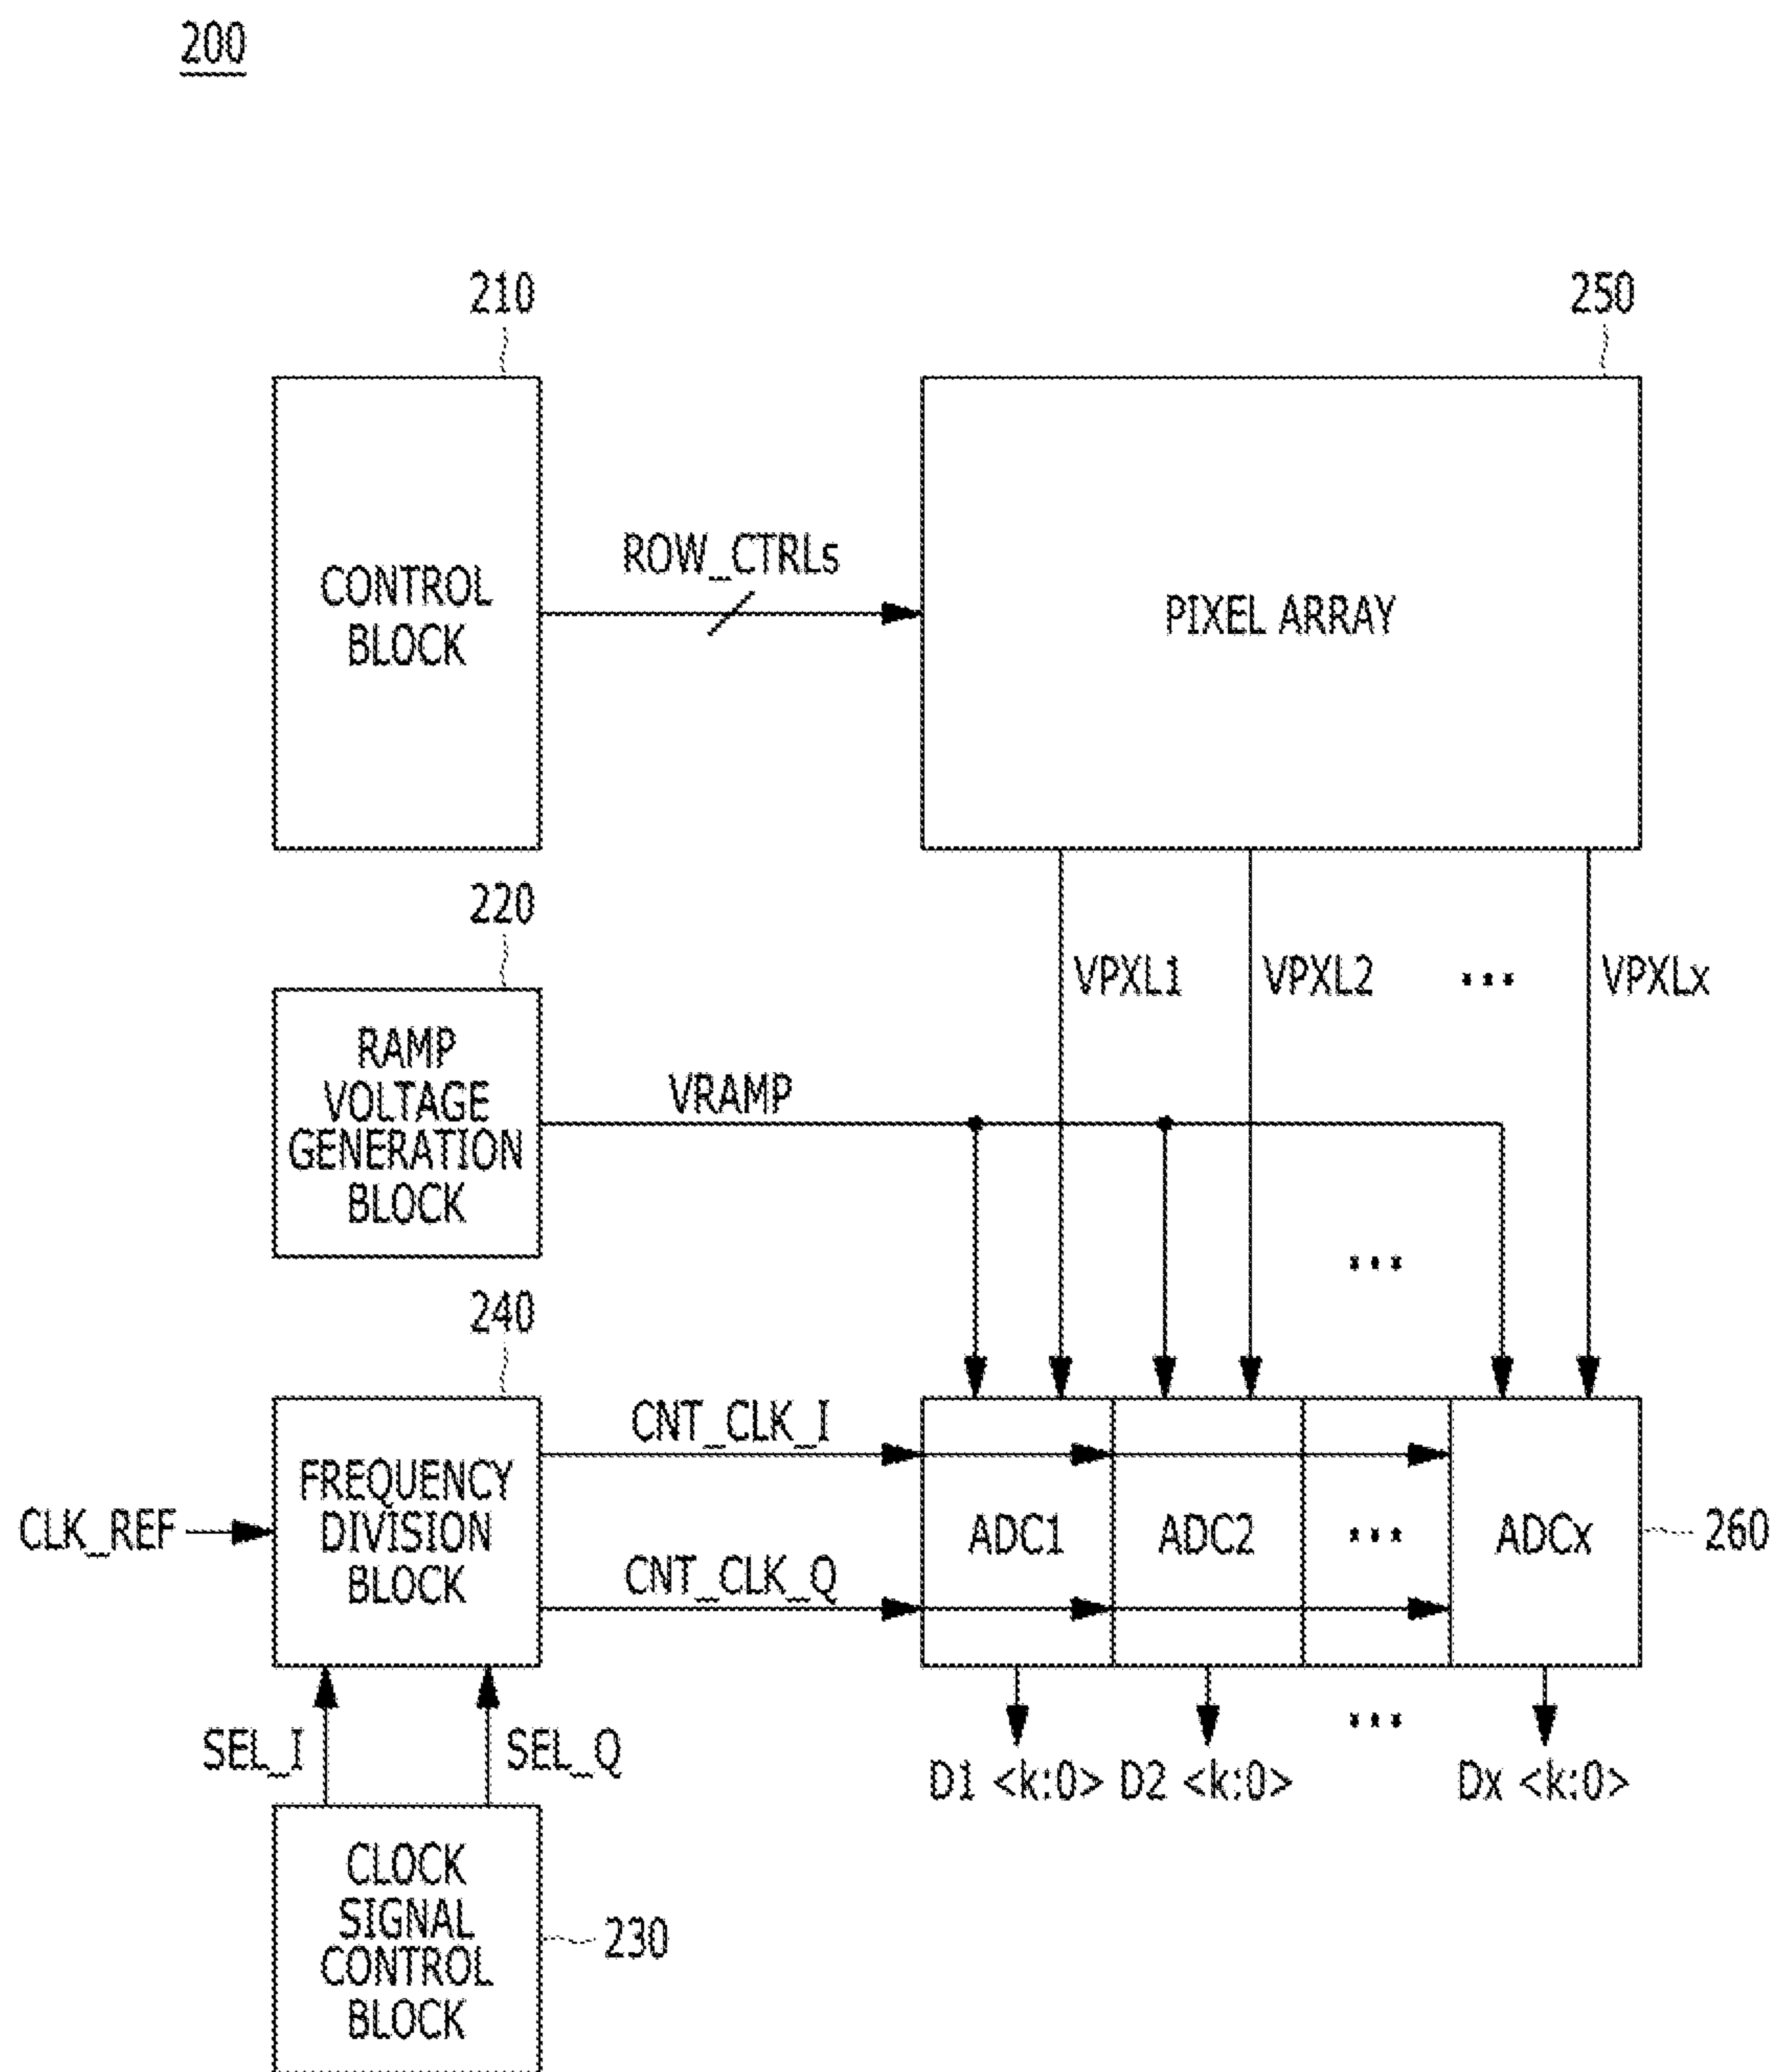 200
210
250
CONTROL
BLOCK
ROW_CTRLs
PIXEL ARRAY
220
VPXL1
VPXL2
...
VPXLx
RAMP
VOLTAGE
GENERATION
BLOCK
VRAMP
...
240
CNT_CLK_I
FREQUENCY
DIVISION
BLOCK
CLK_REF
CNT_CLK_Q
ADC1
ADC2
...
ADCx
260
SEL_I
SEL_Q
...
D1 <k:0>
D2 <k:0>
Dx <k:0>
CLOCK
SIGNAL
CONTROL
BLOCK
230